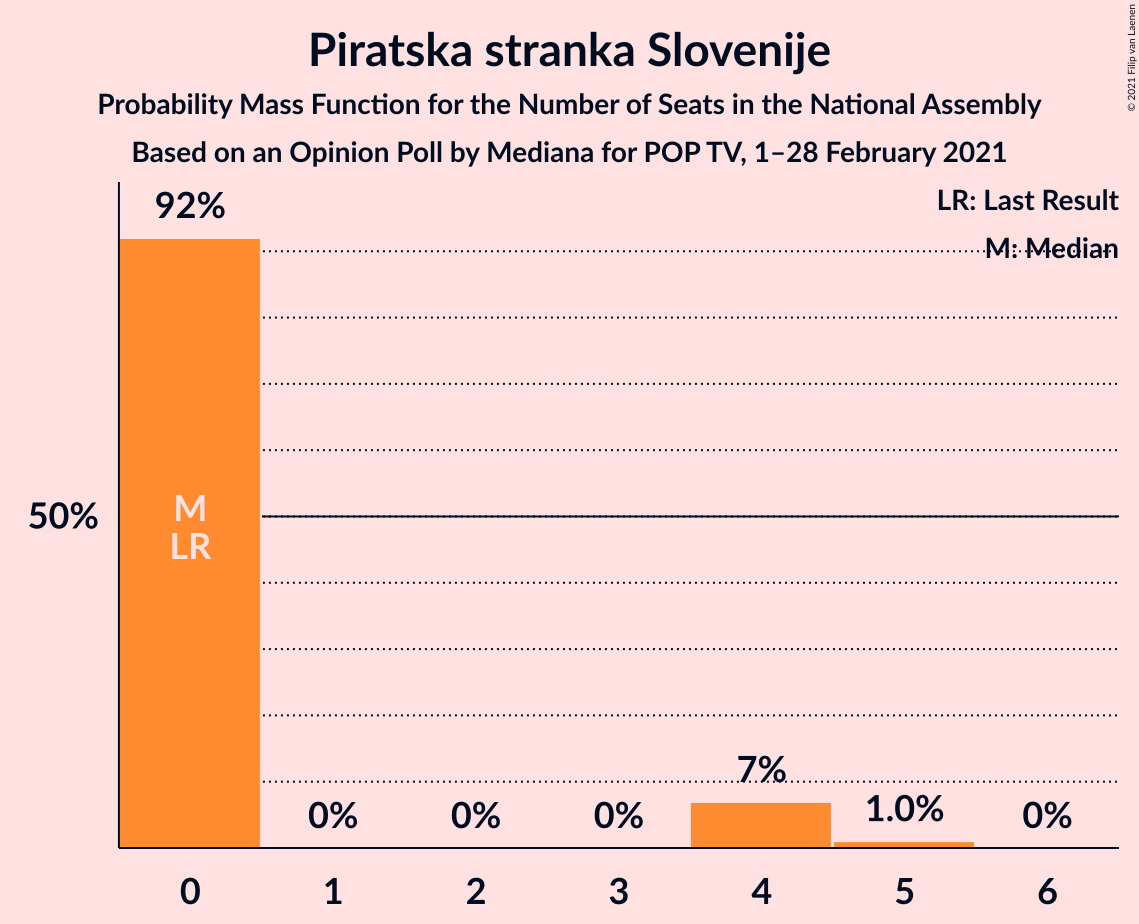 Piratska stranka Slovenije
Probability Mass Function for the Number of Seats in the National Assembly
Based on an Opinion Poll by Mediana for POP TV, 1–28 February 2021
© 2021 Filip van Laenen
LR: Last Result
M: Median
92%
50%
M
LR
0%
0%
0%
7%
1.0%
0%
0
1
2
3
4
5
6